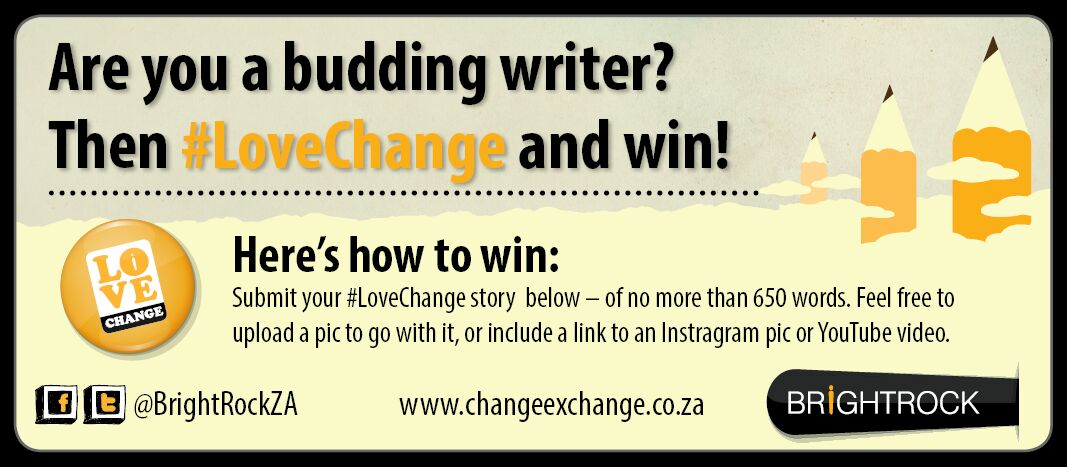 Are you a budding writer?
Then #LoveChange and win!
LO
VE
CHANGE
Here's how to win:
Submit your #LoveChange story below – of no more than 650 words. Feel free to
upload a pic to go with it, or include a link to an Instragram pic or YouTube video.
f t @BrightRockZA
www.changeexchange.co.za
BRIGHTROCK